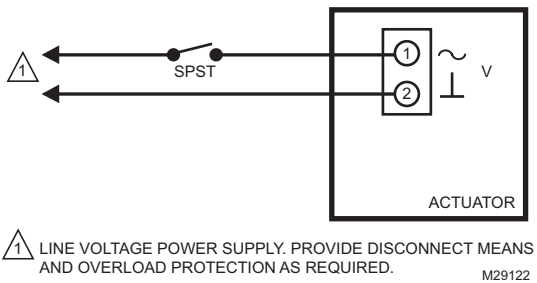 1
SPST
1
V
2
ACTUATOR
1 LINE VOLTAGE POWER SUPPLY. PROVIDE DISCONNECT MEANS
AND OVERLOAD PROTECTION AS REQUIRED.
M29122